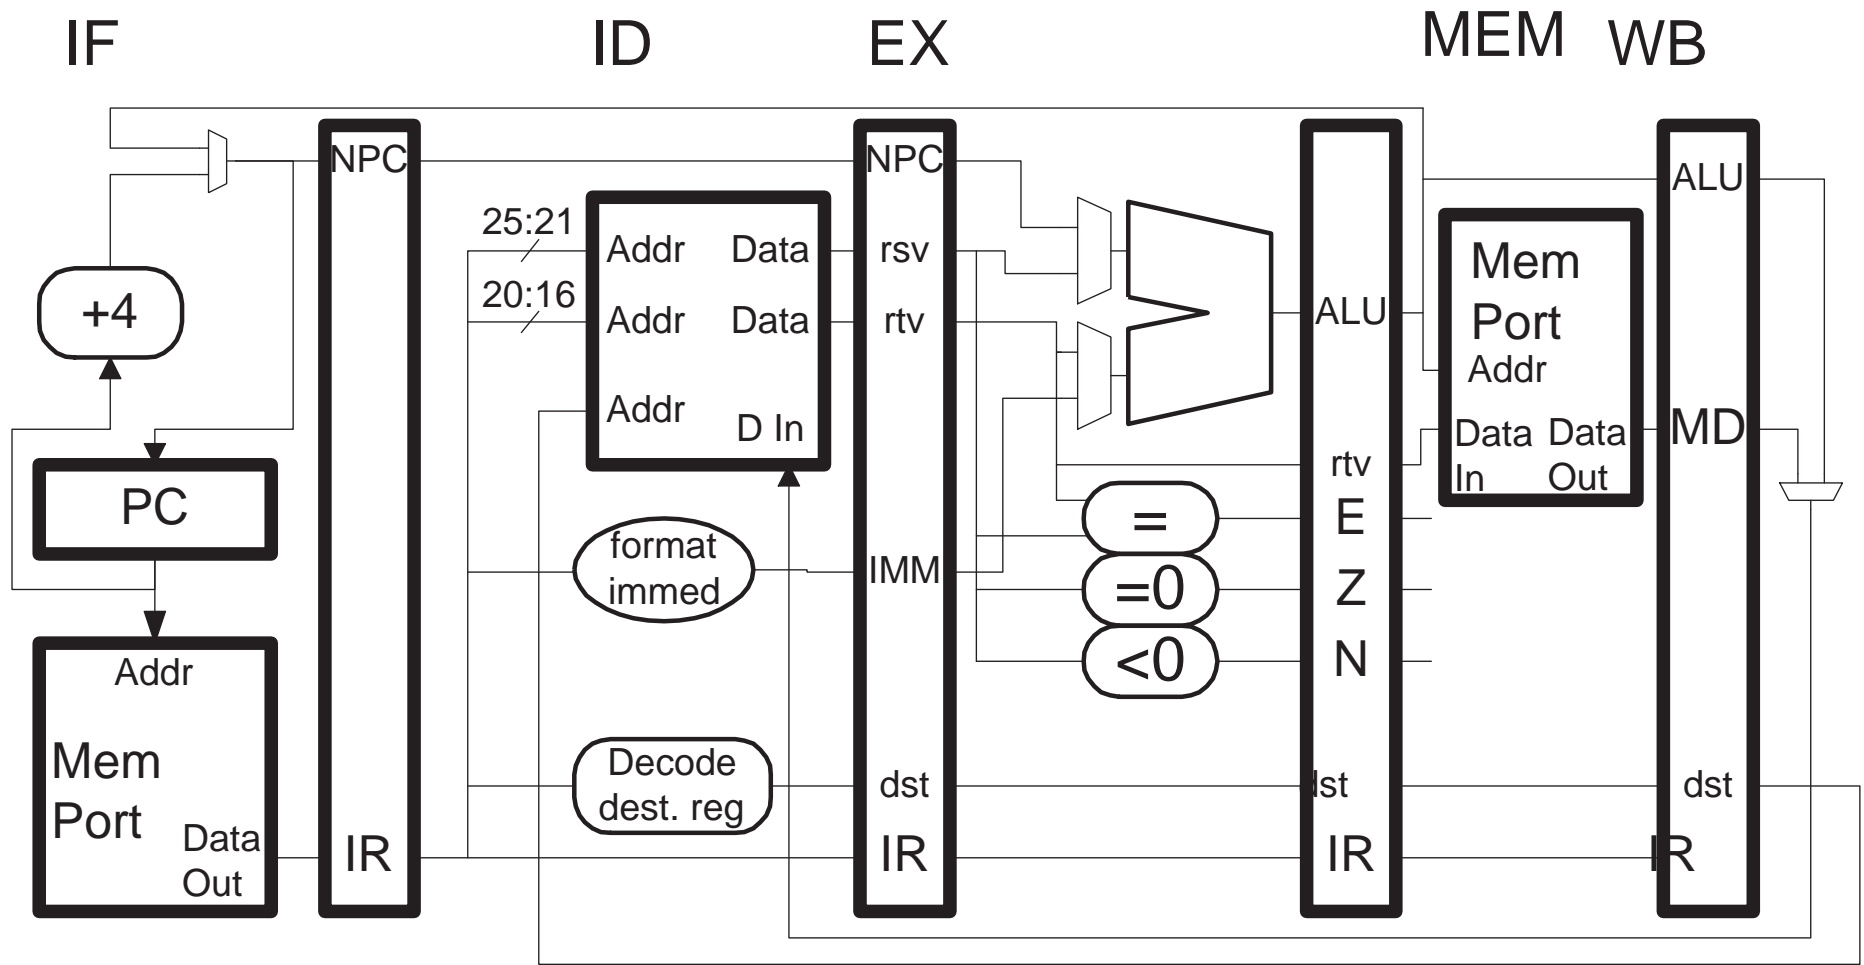 IF
ID
EX
MEM
WB
NPC
NPC
ALU
25:21
20:16
Addr
Data
Addr
Data
Addr
D In
rsv
rtv
+4
PC
Addr
Mem
Port
Data
Out
IR
format
immed
Decode
dest. reg
IMM
dst
IR
=
=0
<0
ALU
rtv
E
Z
N
dst
IR
Mem
Port
Addr
Data
In
Data
Out
MD
dst
IR